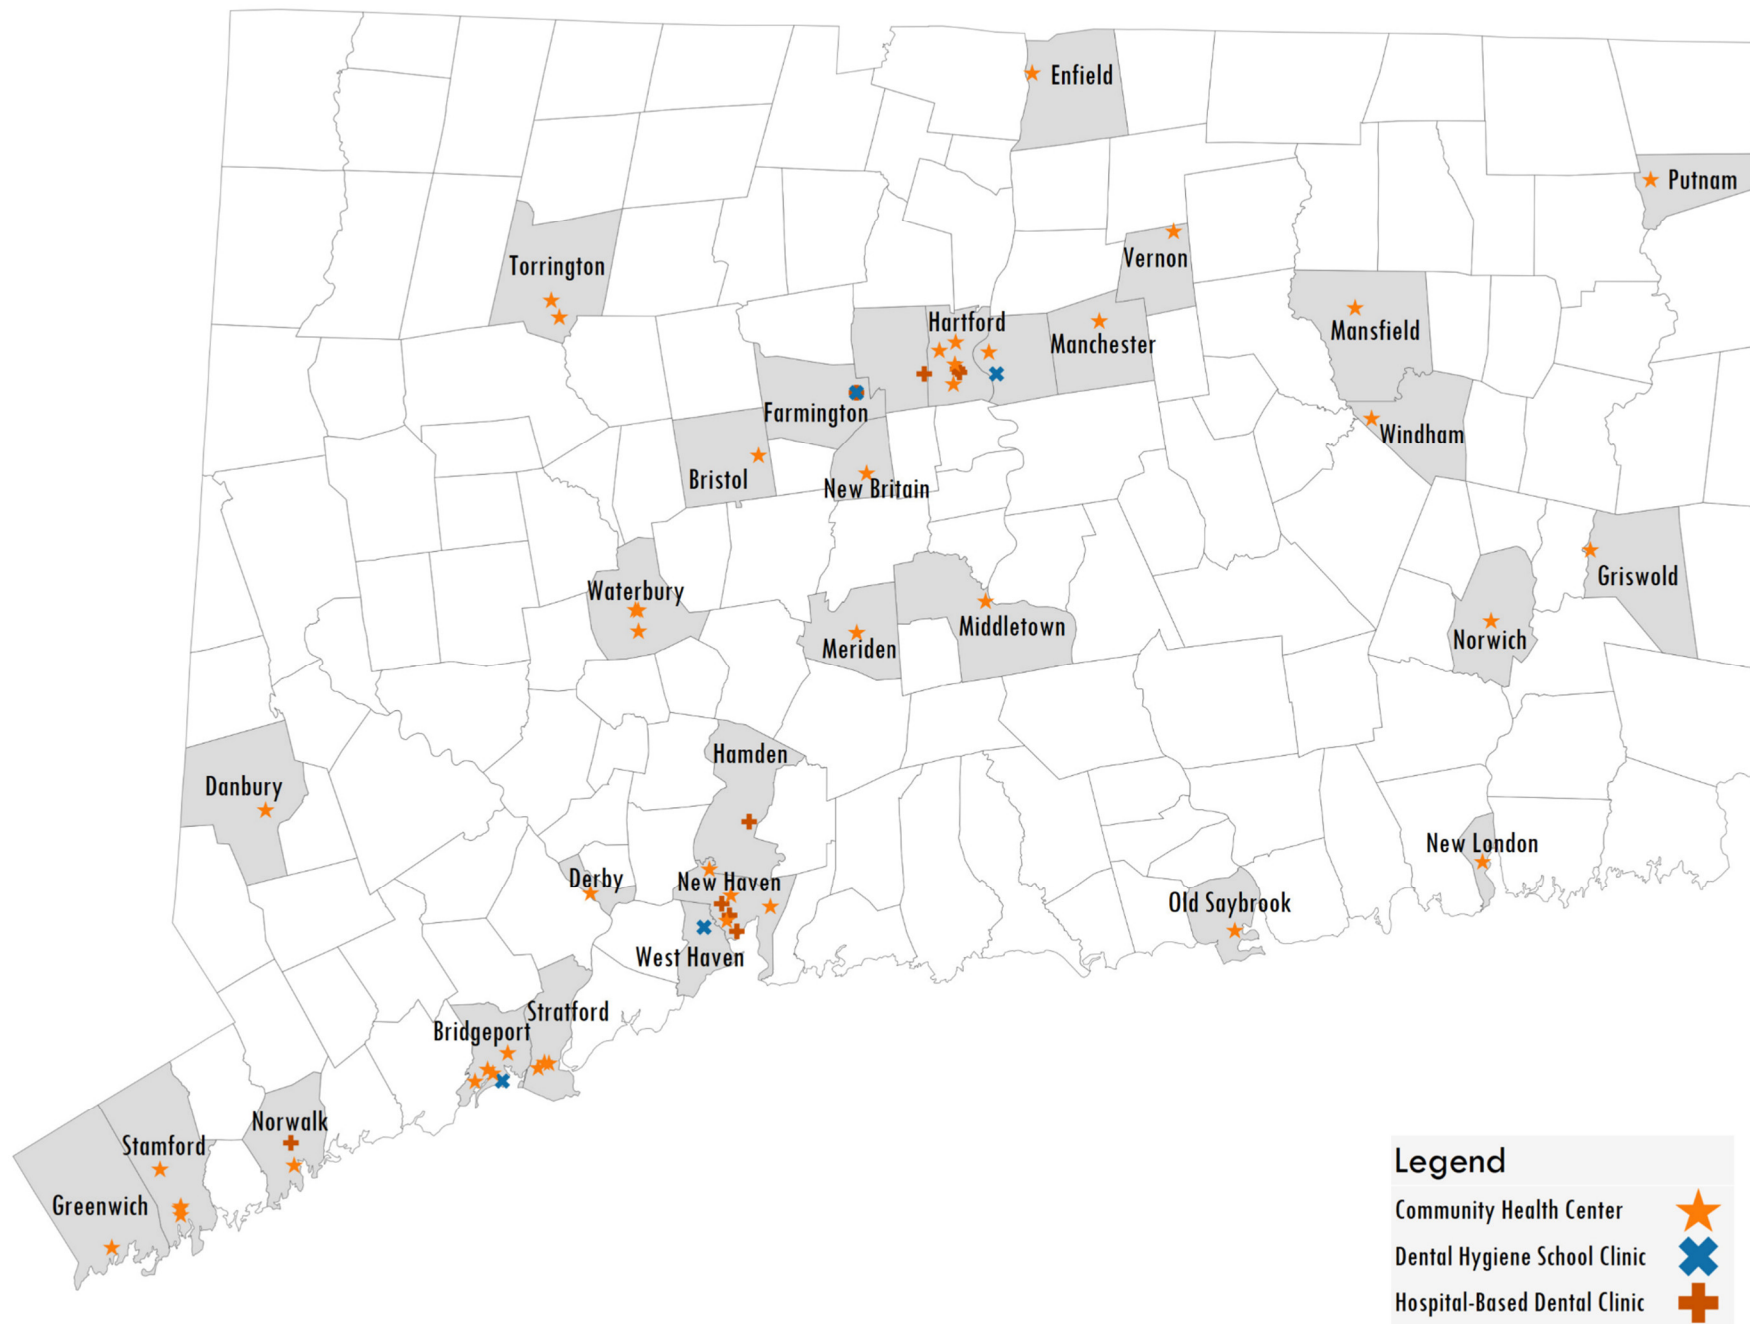 Enfield
Putnam
Vernon
Torrington
Hartford
Mansfield
Manchester
Farmington
Windham
Bristol
New Britain
Griswold
Waterbury
Middletown
Norwich
Meriden
Hamden
Danbury
New London
Derby
New Haven
Old Saybrook
West Haven
Stratford
Bridgeport
Norwalk
Stamford
Greenwich
Legend
Community Health Center
Dental Hygiene School Clinic
Hospital-Based Dental Clinic